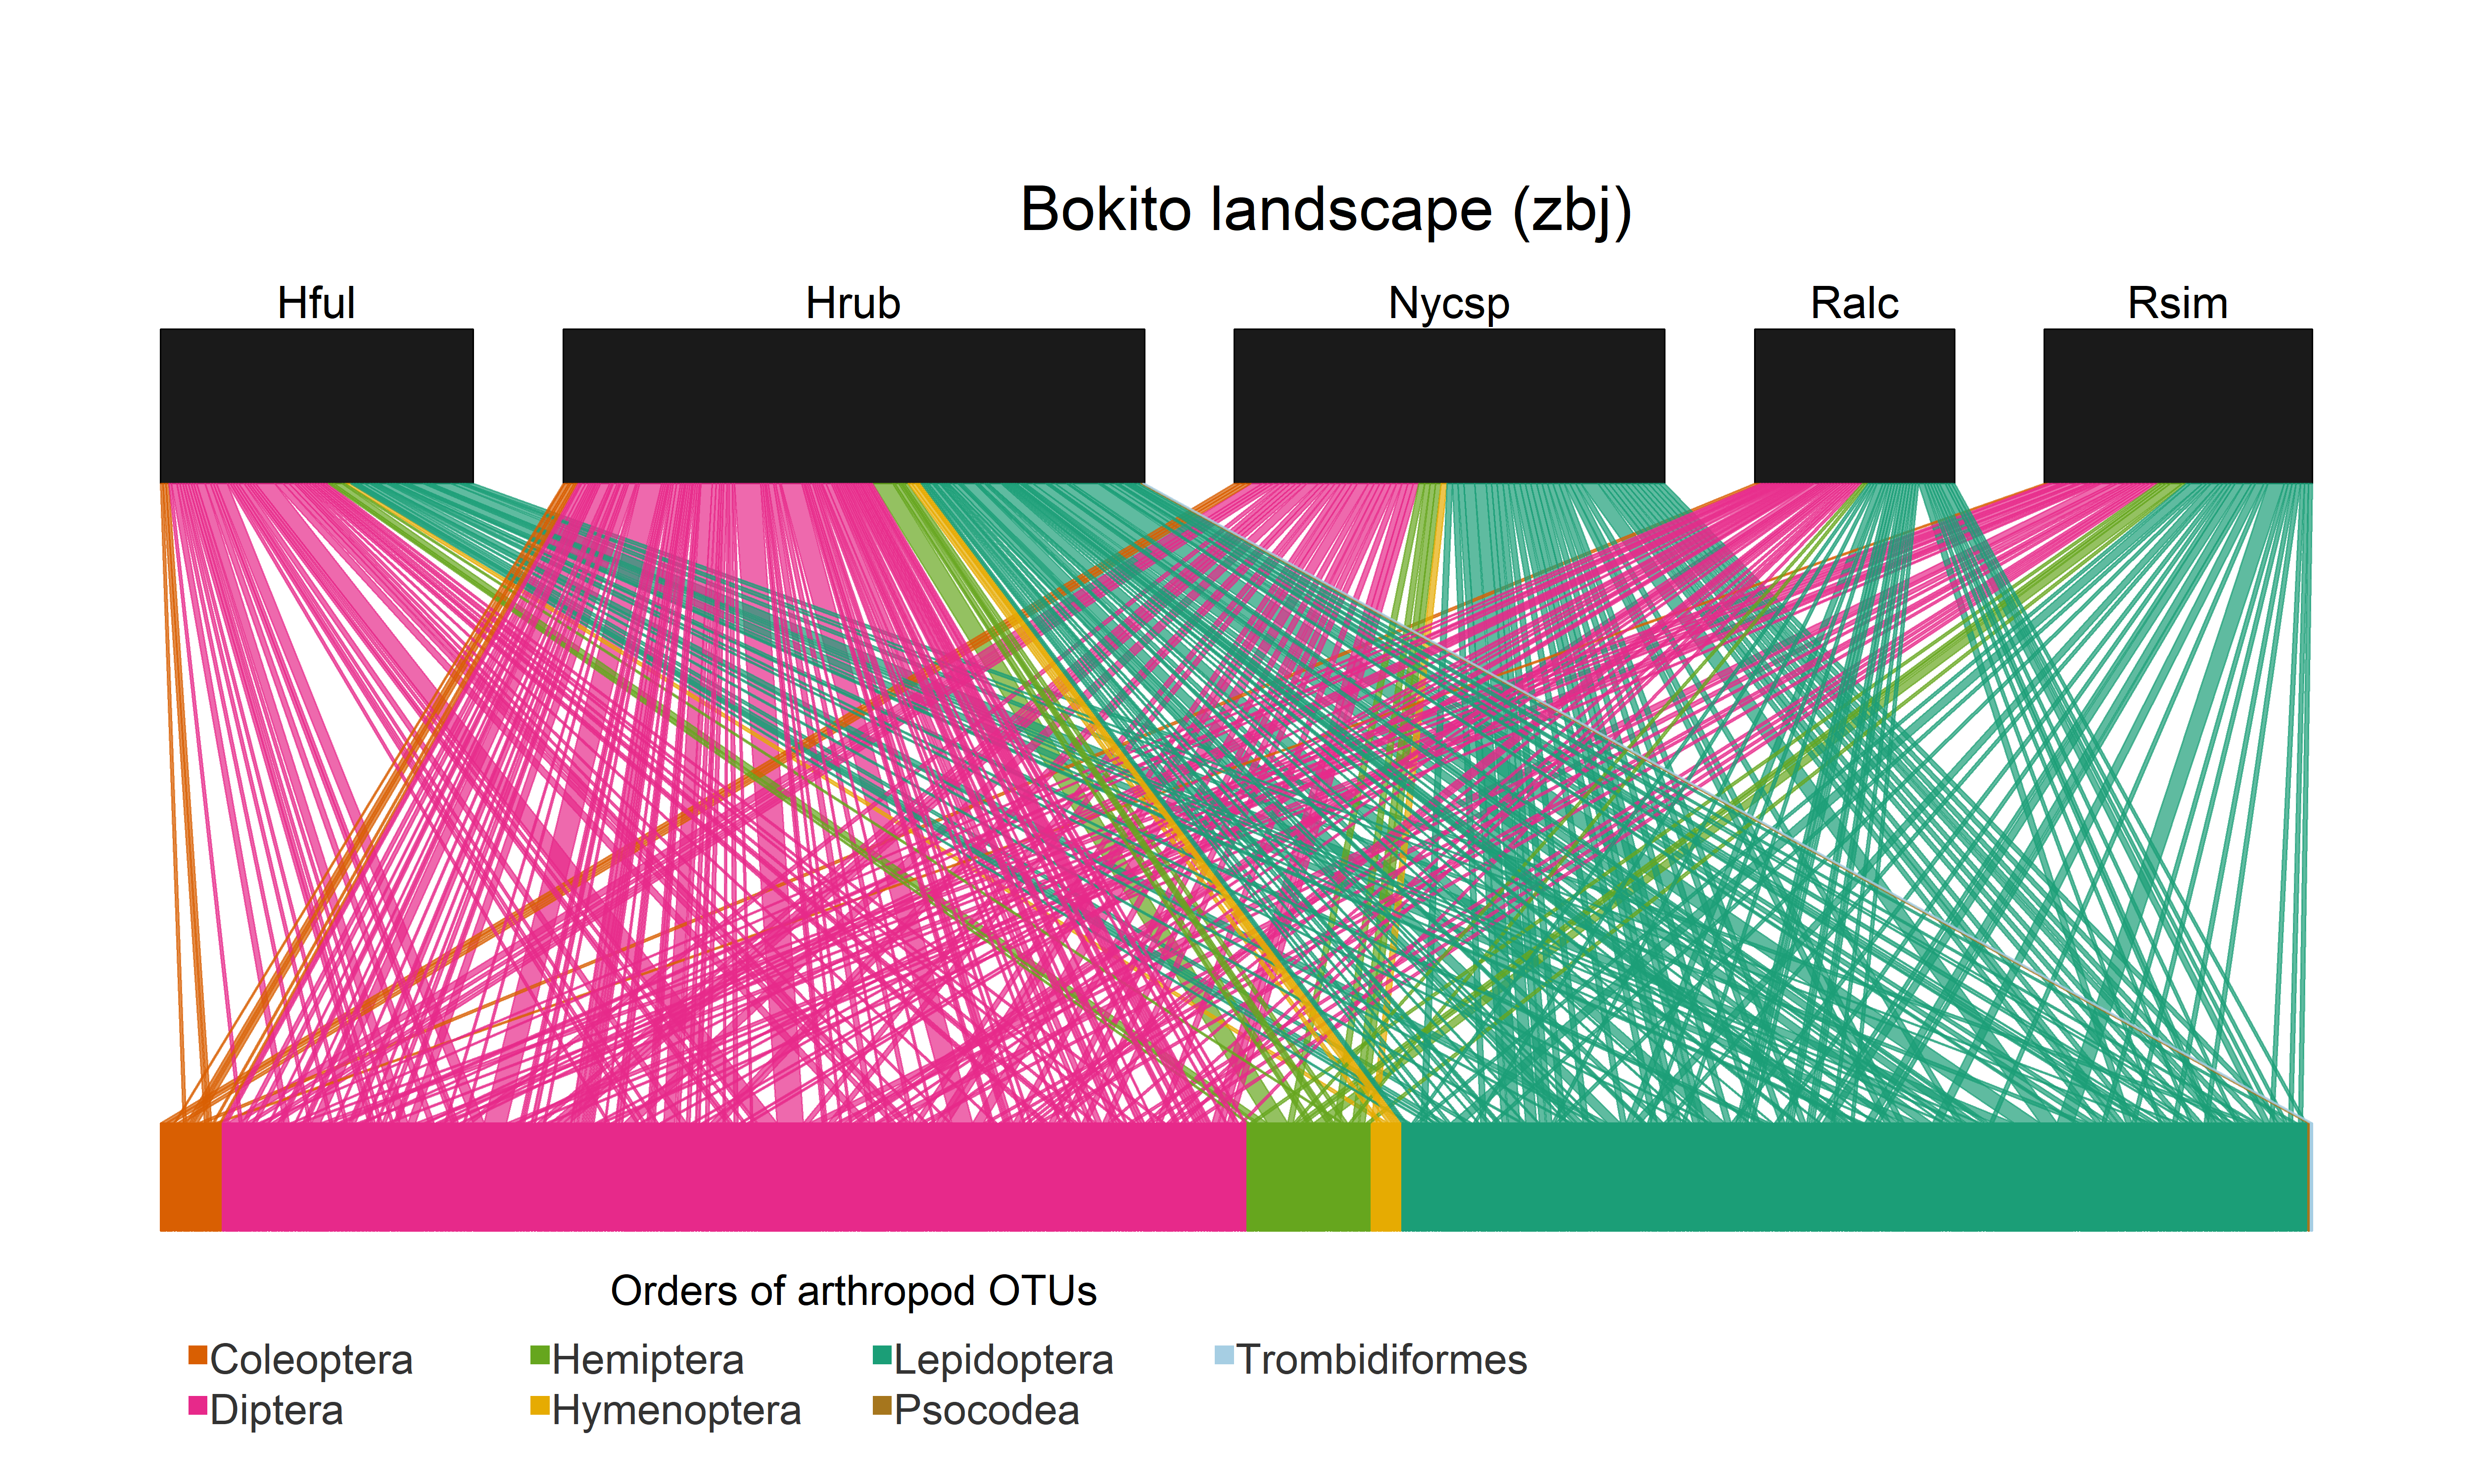 Bokito landscape (zbj)
Hful Hrub Nycsp Ralc Rsim
Orders of arthropod OTUs
Coleoptera Hemiptera Lepidoptera Trombidiformes
Diptera Hymenoptera Psocodea